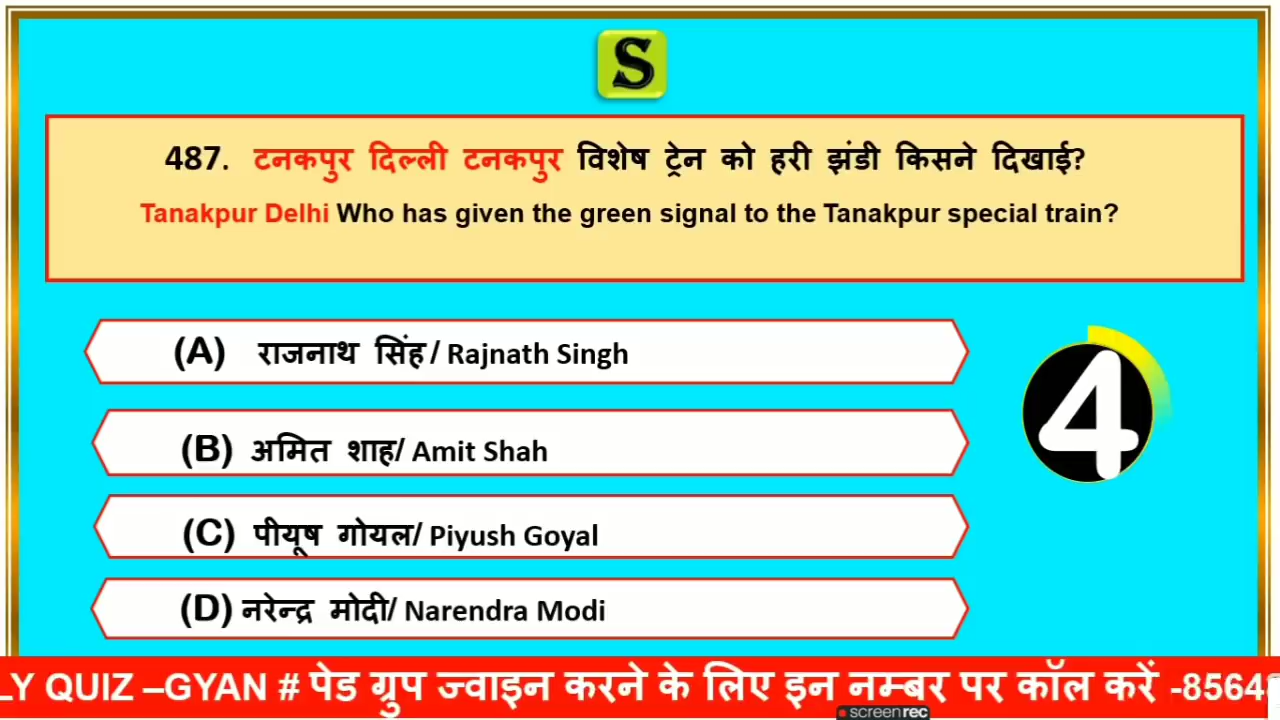 S
487. टनकपुर दिल्ली टनकपुर विशेष ट्रेन को हरी झंडी किसने दिखाई?
Tanakpur Delhi Who has given the green signal to the Tanakpur special train?
(A) राजनाथ सिंह/ Rajnath Singh
4
(B) अमित शाह/ Amit Shah
(C) पीयूष गोयल/ Piyush Goyal
(D) नरेन्द्र मोदी/ Narendra Modi
LY QUIZ –GYAN # पेड ग्रुप ज्वाइन करने के लिए इन नम्बर पर कॉल करें -8564
screenrec